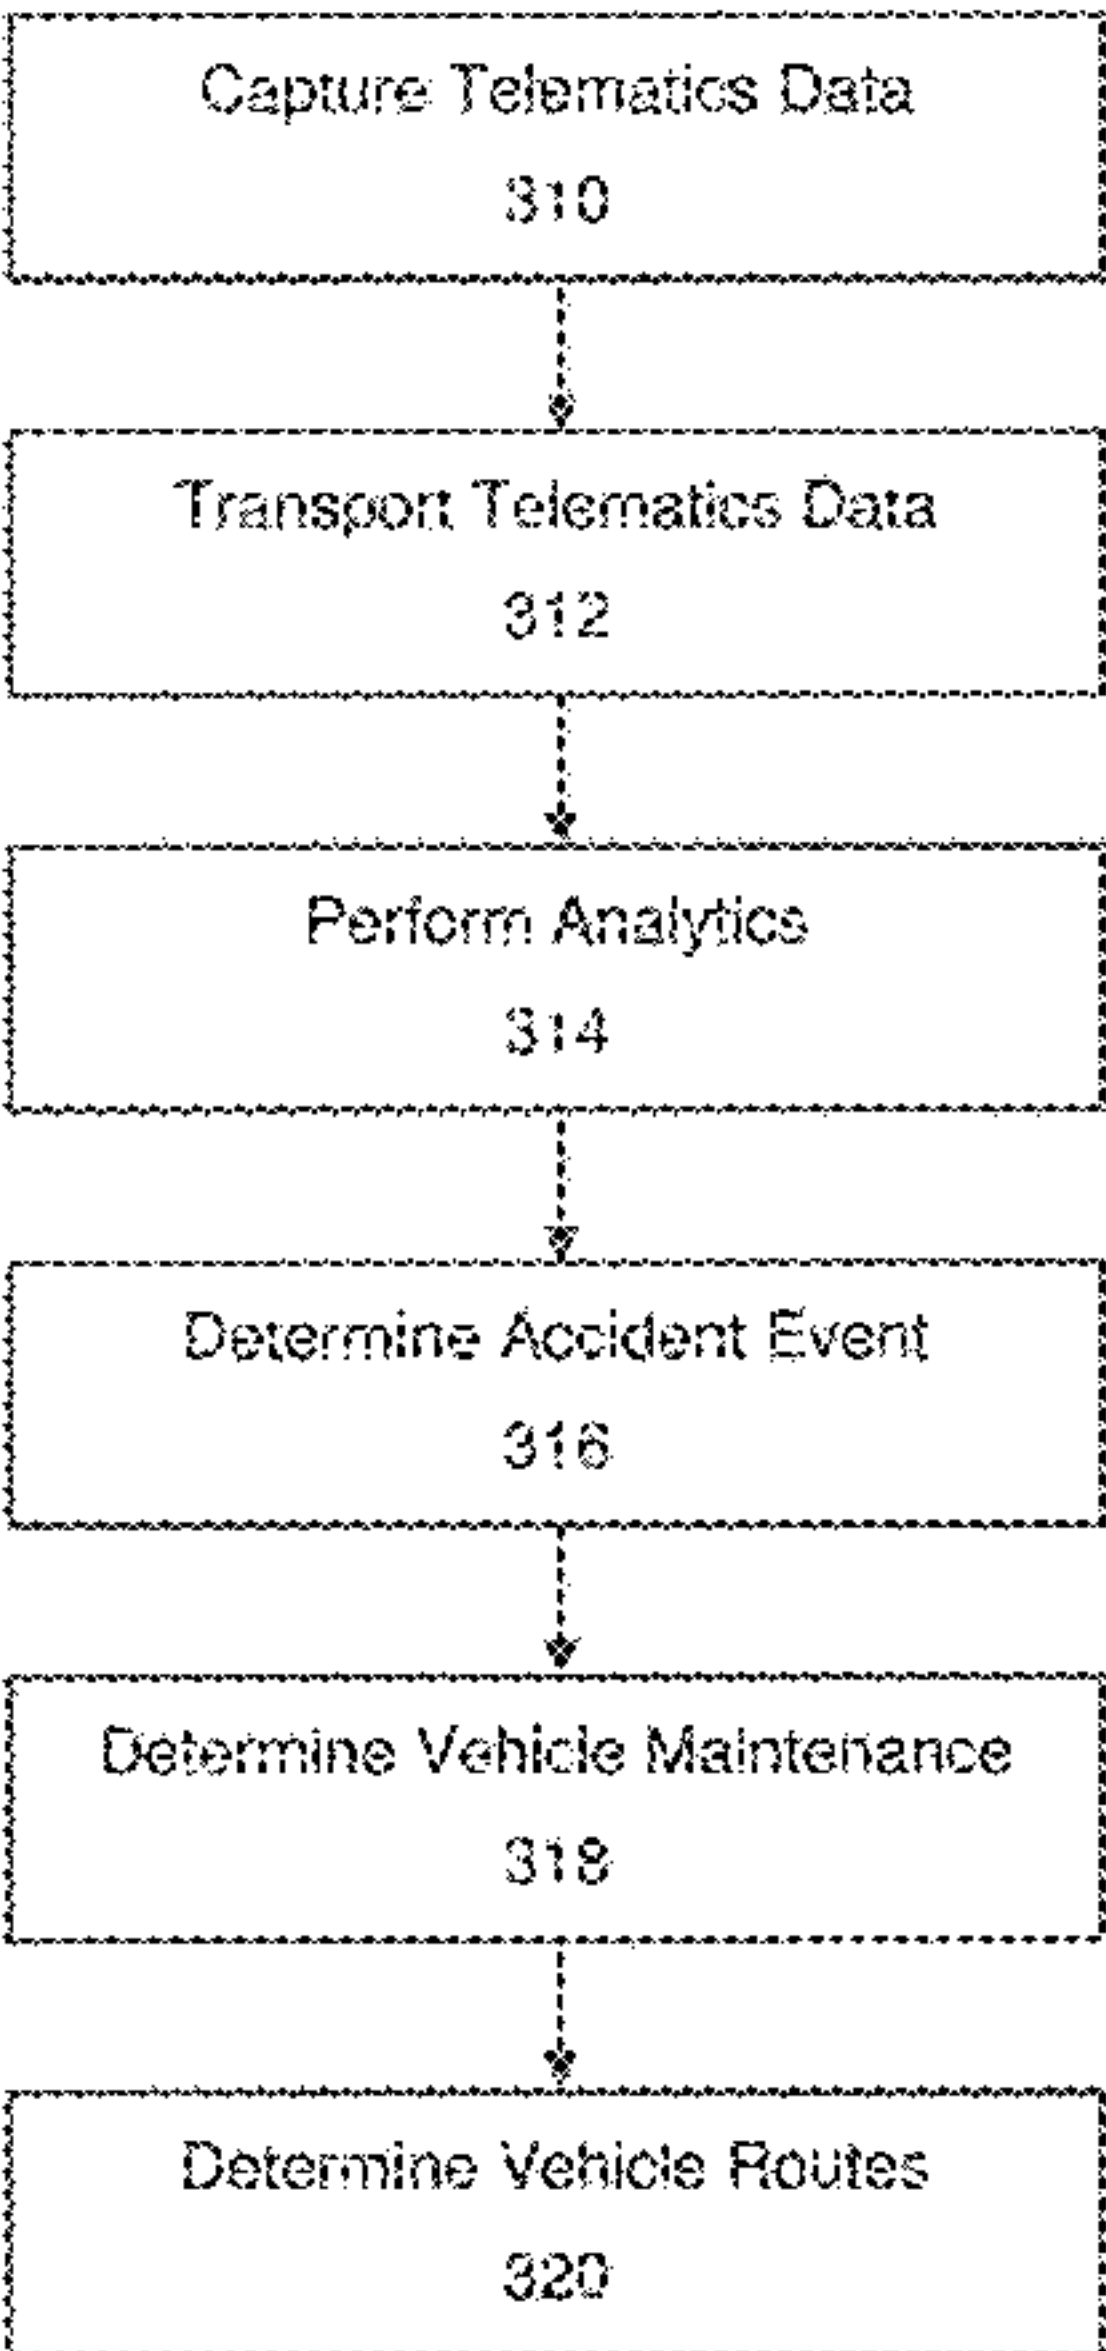 Capture Telematics Data
310
Transport Telematics Data
312
Perform Analytics
314
Determine Accident Event
316
Determine Vehicle Maintenance
318
Determine Vehicle Routes
320